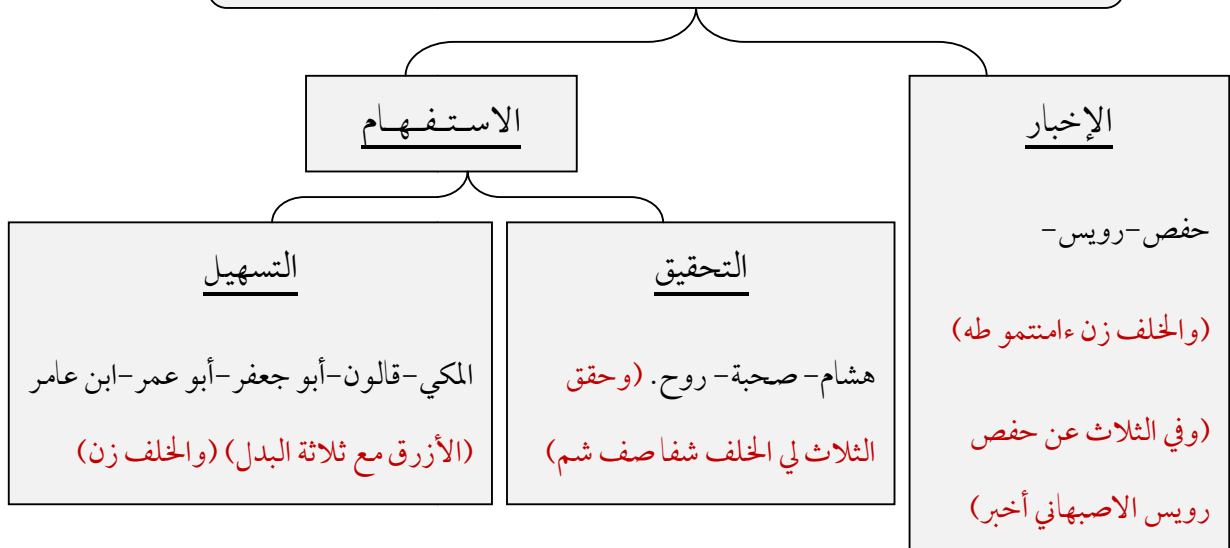 الاستفهام
الإخبار
حفص-رويس-
(والخلف زن ءامنتمو طه)
(وفي الثلاث عن حفص
رويس الاصبهاني أخبر)
التحقيق
هشام- صحبة- روح. (وحقق
الثلاث لي الخلف شفا صف شم)
التسهيل
المكي-قالون-أبو جعفر-أبو عمر-ابن عامر
(الأزرق مع ثلاثة البدل) (والخلف زن)